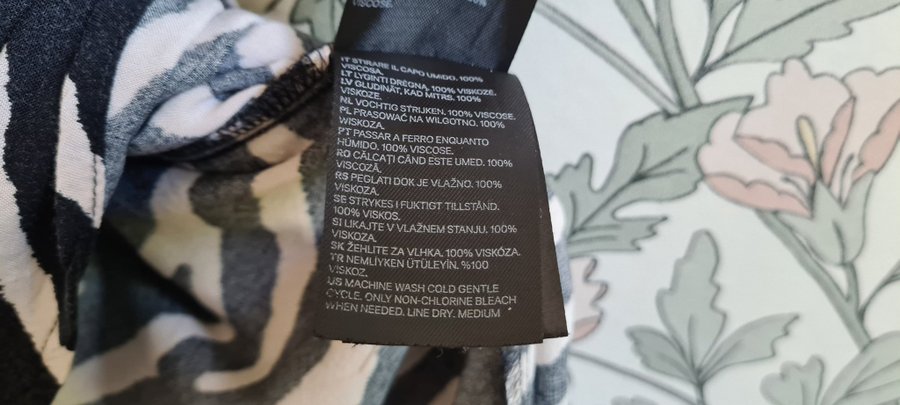 VISCOSE.
IT STIRARE IL CAPO UMIDO. 100%
VISCOSA.
LT LYGINTI DRĖGNĄ. 100% VISKOZĖ.
LV GLUDINĀT, KAD MITRS. 100%
VISKOZE.
NL VOCHTIG STRIJKEN. 100% VISCOSE.
PL PRASOWAĆ NA WILGOTNO. 100%
WISKOZA.
PT PASSAR A FERRO ENQUANTO
HÚMIDO. 100% VISCOSE.
RO CĂLCAȚI CÂND ESTE UMED. 100%
VISCOZĂ.
RS PEGLATI DOK JE VLAŽNO. 100%
VISKOZA.
SE STRYKES I FUKTIGT TILLSTÅND.
100% VISKOS.
SI LIKAJTE V VLAŽNEM STANJU. 100%
VISKOZA.
SK ŽEHLITE ZA VLHKA. 100% VISKÓZA.
TR NEMLİYKEN ÜTÜLEYİN. %100
VISKOZ.
US MACHINE WASH COLD GENTLE
CYCLE. ONLY NON-CHLORINE BLEACH
WHEN NEEDED. LINE DRY. MEDIUM